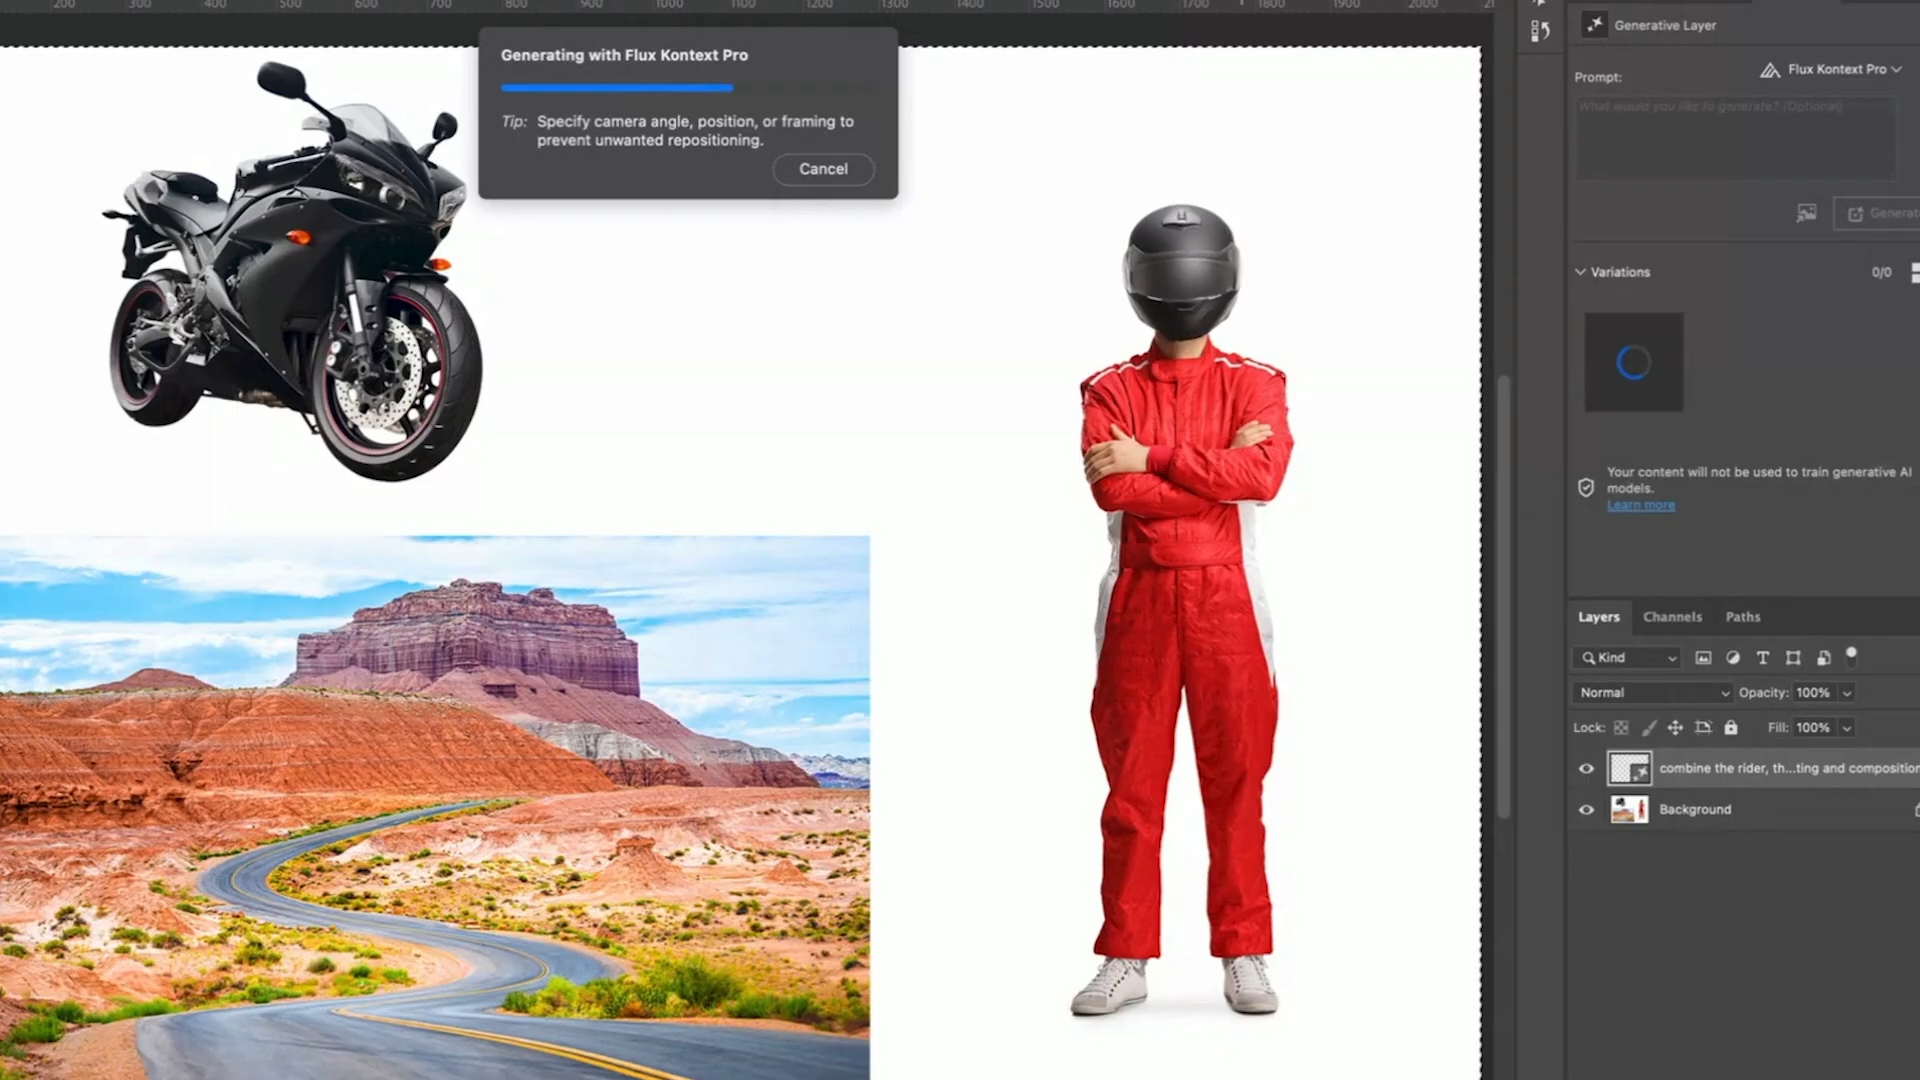 200 300 400 500 600 700 800 900 1000 1100 1200 1300 1400 1500 1600 1700 1800 1900 2000
Generating with Flux Kontext Pro
Tip: Specify camera angle, position, or framing to
prevent unwanted repositioning.
Cancel
Generative Layer
Prompt:
Flux Kontext Pro
What would you like to generate? (Optional)
Generat
Variations
0/0
Your content will not be used to train generative AI
models.
Learn more
Layers Channels Paths
Kind
Normal Opacity: 100%
Lock: Fill: 100%
combine the rider, th...ting and composition
Background